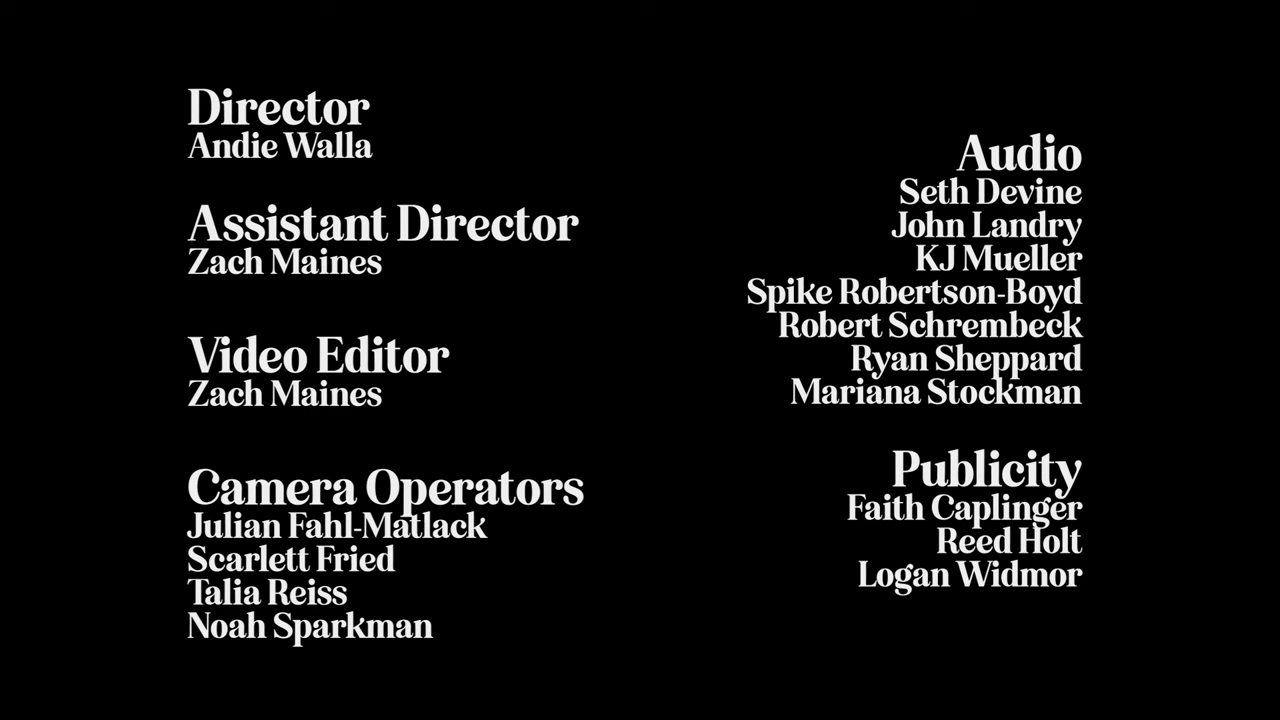 Director
Andie Walla
Assistant Director
Zach Maines
Video Editor
Zach Maines
Camera Operators
Julian Fahl-Matlack
Scarlett Fried
Talia Reiss
Noah Sparkman
Audio
Seth Devine
John Landry
KJ Mueller
Spike Robertson-Boyd
Robert Schrembeck
Ryan Sheppard
Mariana Stockman
Publicity
Faith Caplinger
Reed Holt
Logan Widmor